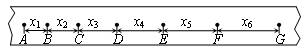 x₁ x₂ x₃ x₄ x₅ x₆
A B C D E F G